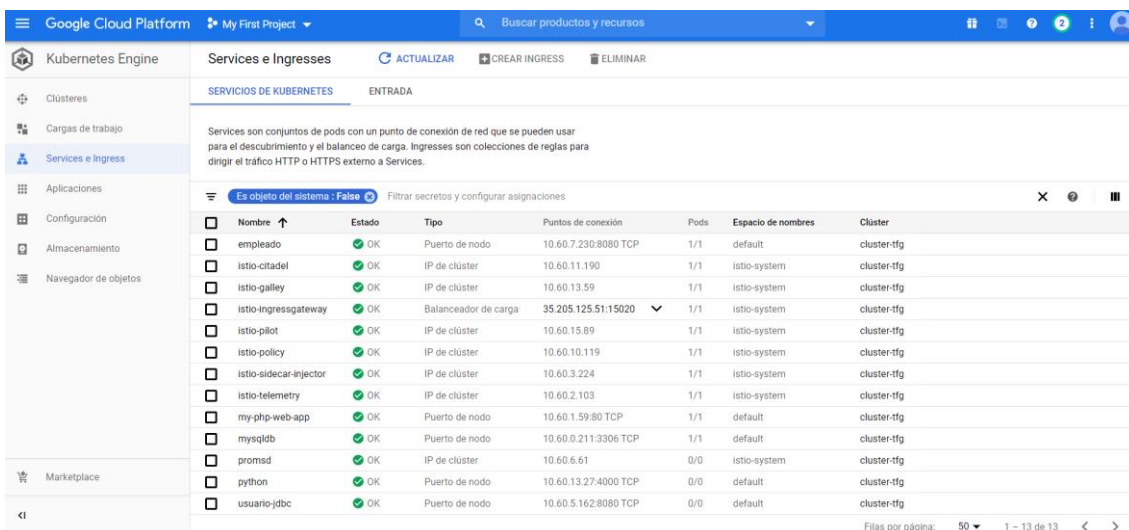 Google Cloud Platform My First Project Buscar productos y recursos 2
Kubernetes Engine Services e Ingresses ACTUALIZAR CREAR INGRESS ELIMINAR
Clústeres
Cargas de trabajo
Services e Ingress
Aplicaciones
Configuración
Almacenamiento
Navegador de objetos
Marketplace
SERVICIOS DE KUBERNETES ENTRADA
Services son conjuntos de pods con un punto de conexión de red que se pueden usar
para el descubrimiento y el balanceo de carga. Ingresses son colecciones de reglas para
dirigir el tráfico HTTP o HTTPS externo a Services.
Es objeto del sistema : False Filtrar secretos y configurar asignaciones
Nombre Estado Tipo Puntos de conexión Pods Espacio de nombres Clúster
empleado OK Puerto de nodo 10.60.7.230:8080 TCP 1/1 default cluster-tfg
istio-citadel OK IP de clúster 10.60.11.190 1/1 istio-system cluster-tfg
istio-galley OK IP de clúster 10.60.13.59 1/1 istio-system cluster-tfg
istio-ingressgateway OK Balanceador de carga 35.205.125.51:15020 1/1 istio-system cluster-tfg
istio-pilot OK IP de clúster 10.60.15.89 1/1 istio-system cluster-tfg
istio-policy OK IP de clúster 10.60.10.119 1/1 istio-system cluster-tfg
istio-sidecar-injector OK IP de clúster 10.60.3.224 1/1 istio-system cluster-tfg
istio-telemetry OK IP de clúster 10.60.2.103 1/1 istio-system cluster-tfg
my-php-web-app OK Puerto de nodo 10.60.1.59:80 TCP 1/1 default cluster-tfg
mysqldb OK Puerto de nodo 10.60.0.211:3306 TCP 1/1 default cluster-tfg
promsd OK IP de clúster 10.60.6.61 0/0 istio-system cluster-tfg
python OK Puerto de nodo 10.60.13.27:4000 TCP 0/0 default cluster-tfg
usuario-jdbc OK Puerto de nodo 10.60.5.162:8080 TCP 0/0 default cluster-tfg
Filas por página: 50 1 – 13 de 13